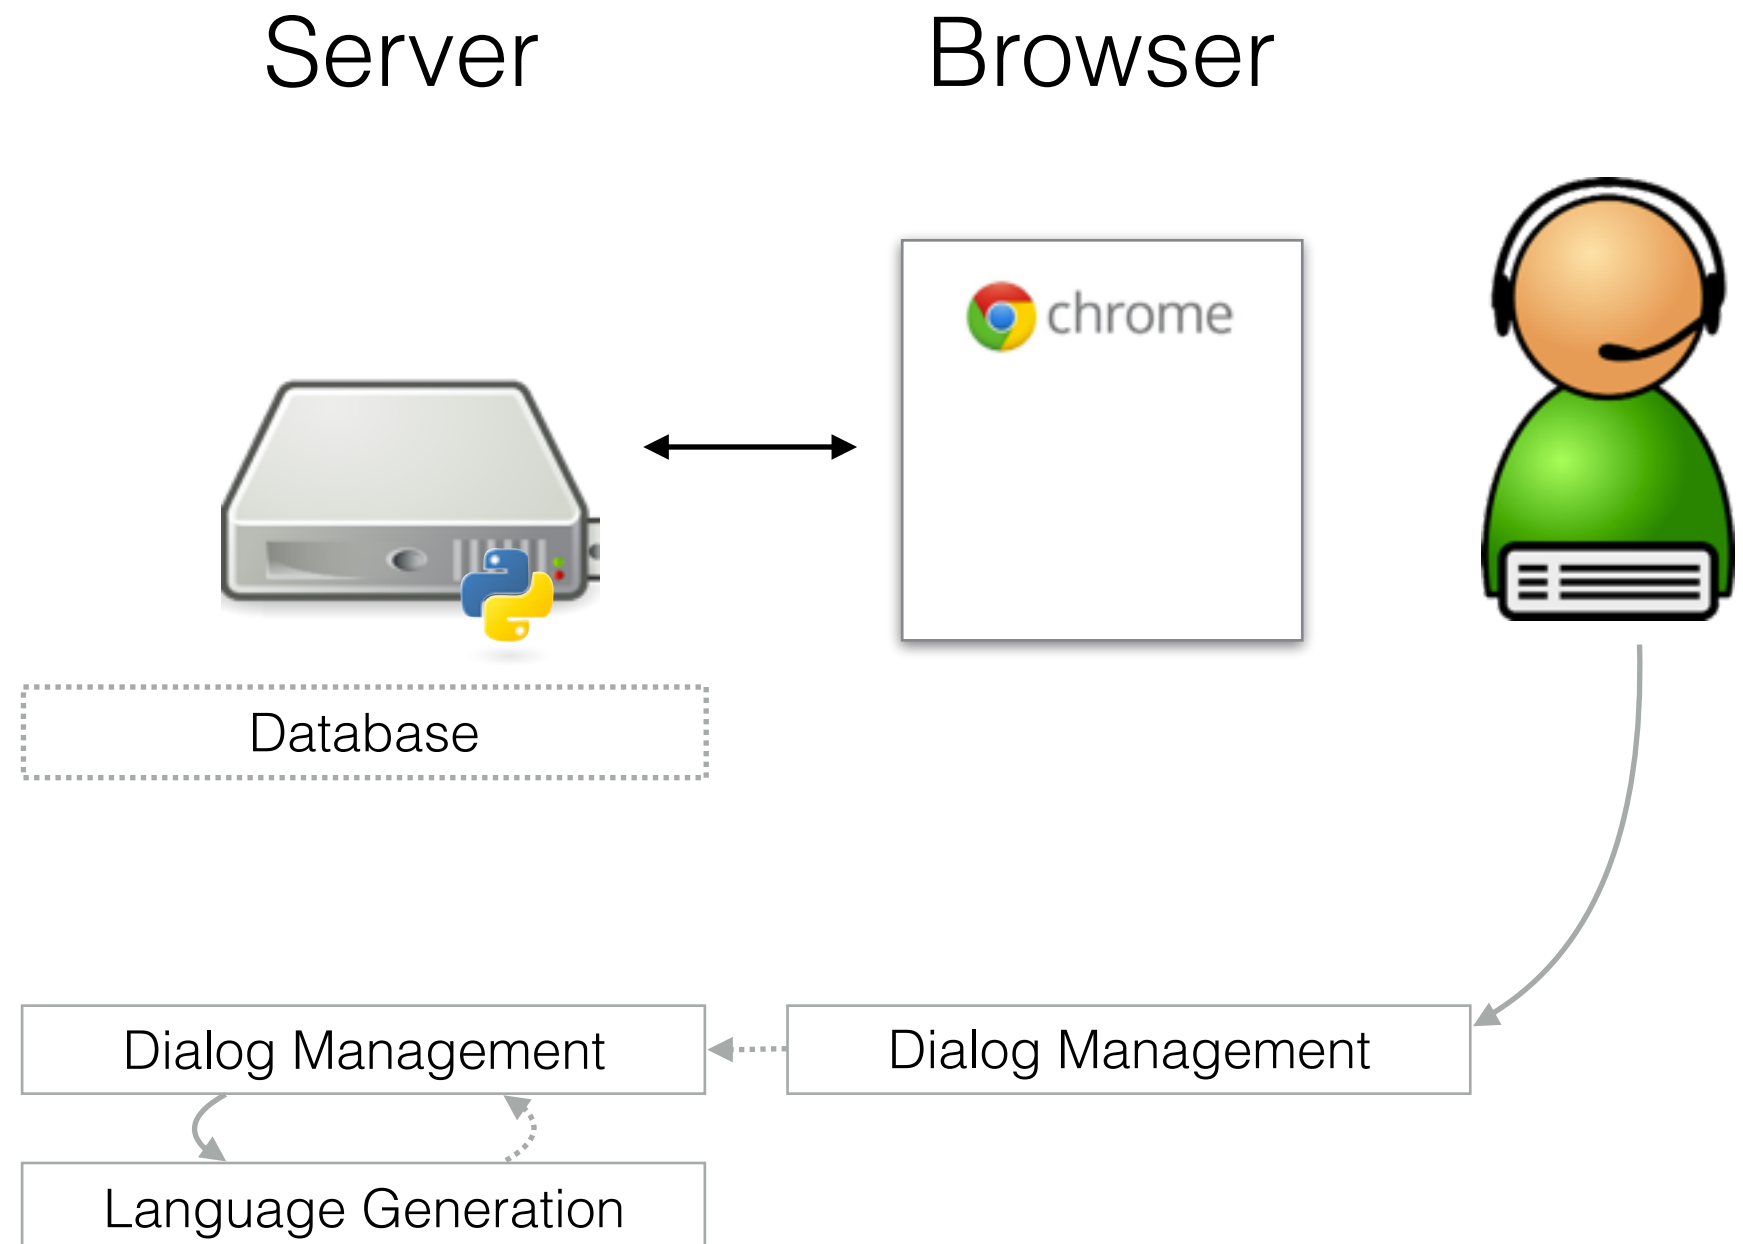 Server
Browser
chrome
Database
Dialog Management
Dialog Management
Language Generation